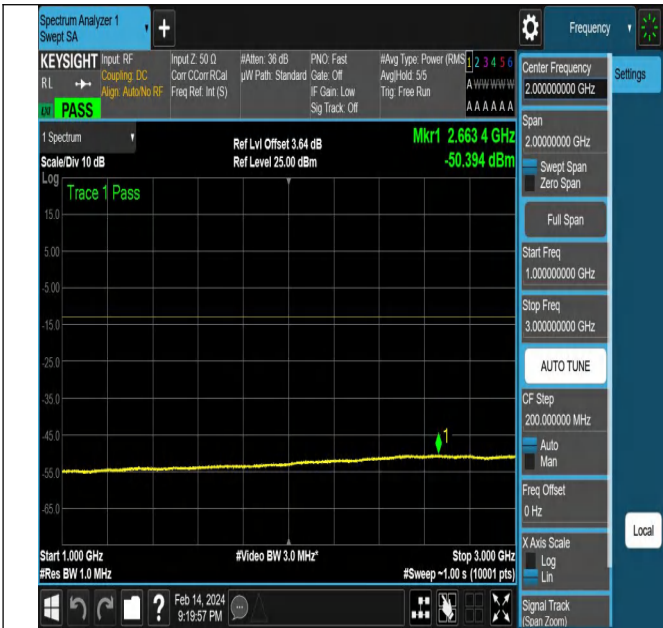 Spectrum Analyzer 1
Swept SA
+
Frequency
KEYSIGHT
RL
PASS
Input: RF
Coupling: DC
Align: Auto/No RF
Input Z: 50 Ω
Corr CCorr RCal
Freq Ref: Int (S)
#Atten: 36 dB
µW Path: Standard
PNO: Fast
Gate: Off
IF Gain: Low
Sig Track: Off
#Avg Type: Power (RMS
Avg|Hold: 5/5
Trig: Free Run
1 2 3 4 5 6
A W W W W W
A A A A A A
1 Spectrum
Scale/Div 10 dB
Log
Ref Lvl Offset 3.64 dB
Ref Level 25.00 dBm
Mkr1 2.663 4 GHz
-50.394 dBm
Trace 1 Pass
15.0
5.00
-5.00
-15.0
-25.0
-35.0
-45.0
-55.0
-65.0
1
Start 1.000 GHz
#Res BW 1.0 MHz
#Video BW 3.0 MHz*
Stop 3.000 GHz
#Sweep ~1.00 s (10001 pts)
?
Feb 14, 2024
9:19:57 PM
Center Frequency
2.000000000 GHz
Span
2.00000000 GHz
Swept Span
Zero Span
Full Span
Start Freq
1.000000000 GHz
Stop Freq
3.000000000 GHz
AUTO TUNE
CF Step
200.000000 MHz
Auto
Man
Freq Offset
0 Hz
X Axis Scale
Log
Lin
Signal Track
(Span Zoom)
Settings
Local